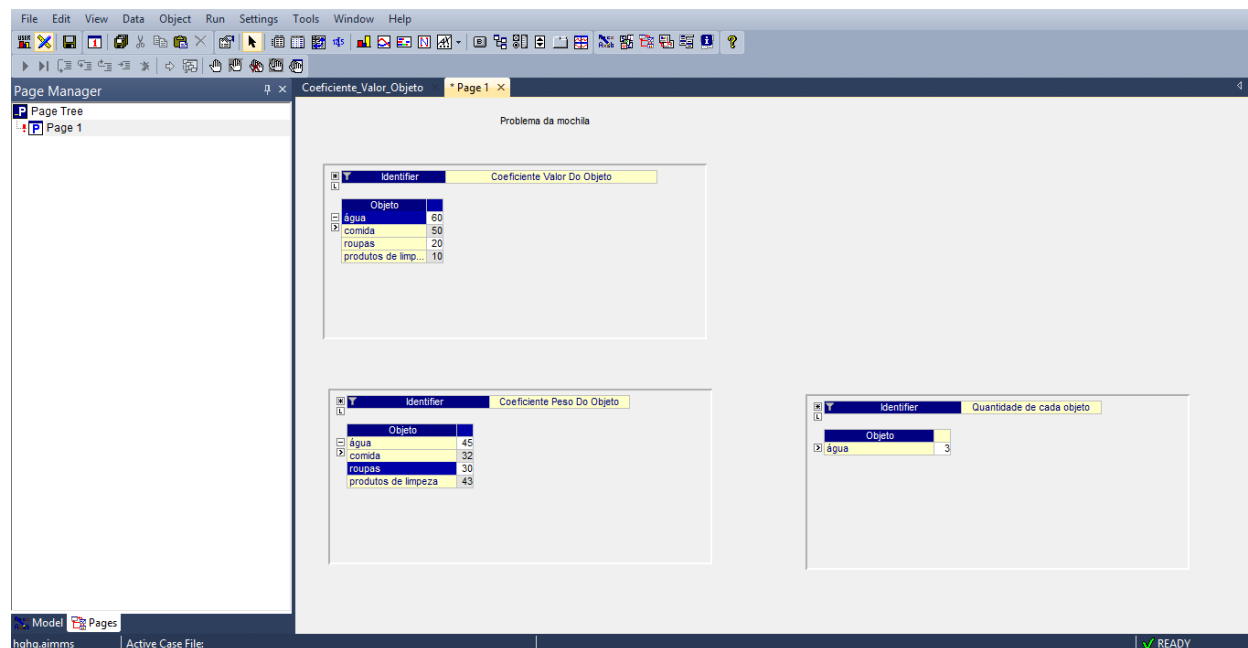 File Edit View Data Object Run Settings Tools Window Help
Page Manager
Coeficiente_Valor_Objeto
* Page 1
Page Tree
Page 1
Problema da mochila
Identifier Coeficiente Valor Do Objeto
Objeto
água 60
comida 50
roupas 20
produtos de limp... 10
Identifier Coeficiente Peso Do Objeto
Objeto
água 45
comida 32
roupas 30
produtos de limpeza 43
Identifier Quantidade de cada objeto
Objeto
água 3
Model Pages
hghg.aimms Active Case File: READY